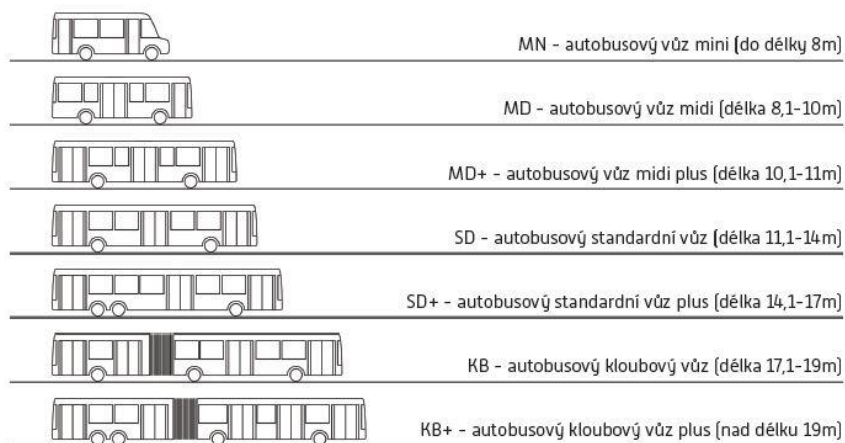 MN - autobusový vůz mini (do délky 8m)
MD - autobusový vůz midi (délka 8,1-10m)
MD+ - autobusový vůz midi plus (délka 10,1-11m)
SD - autobusový standardní vůz (délka 11,1-14m)
SD+ - autobusový standardní vůz plus (délka 14,1-17m)
KB - autobusový kloubový vůz (délka 17,1-19m)
KB+ - autobusový kloubový vůz plus (nad délku 19m)